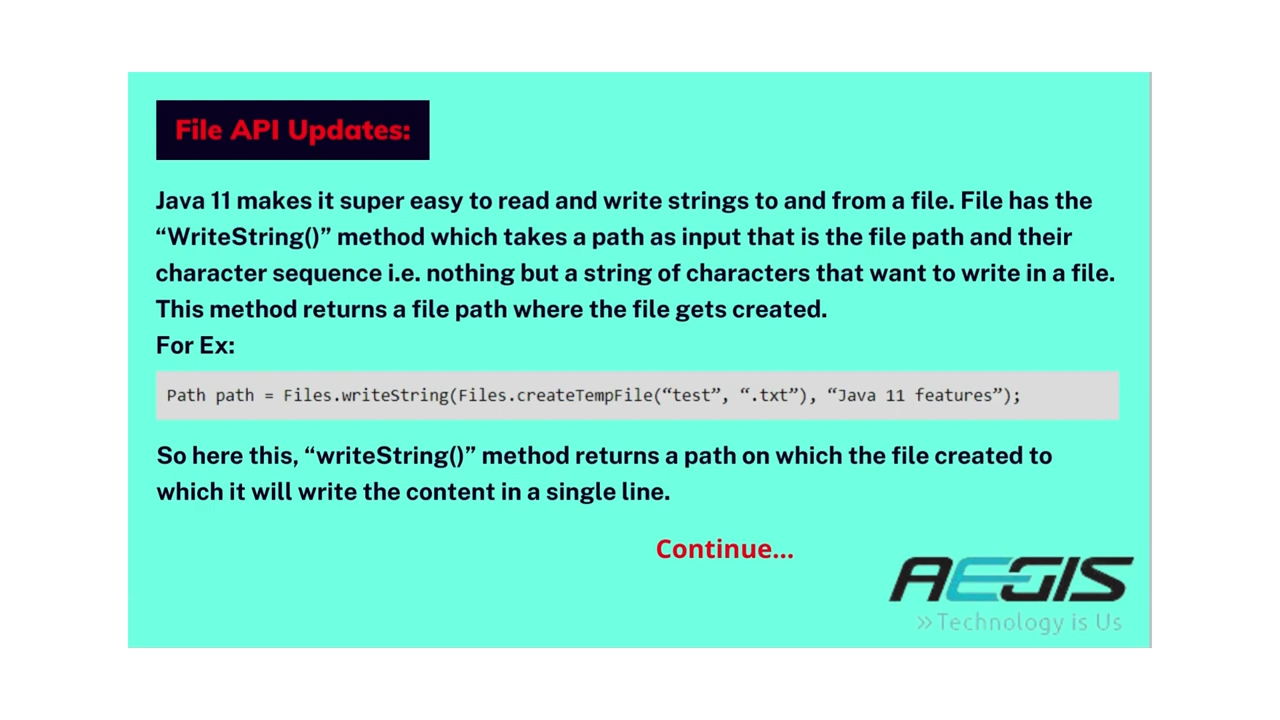 File API Updates:
Java 11 makes it super easy to read and write strings to and from a file. File has the
“WriteString()” method which takes a path as input that is the file path and their
character sequence i.e. nothing but a string of characters that want to write in a file.
This method returns a file path where the file gets created.
For Ex:
Path path = Files.writeString(Files.createTempFile(“test”, “.txt”), “Java 11 features”);
So here this, “writeString()” method returns a path on which the file created to
which it will write the content in a single line.
Continue...
AEGIS
»Technology is Us